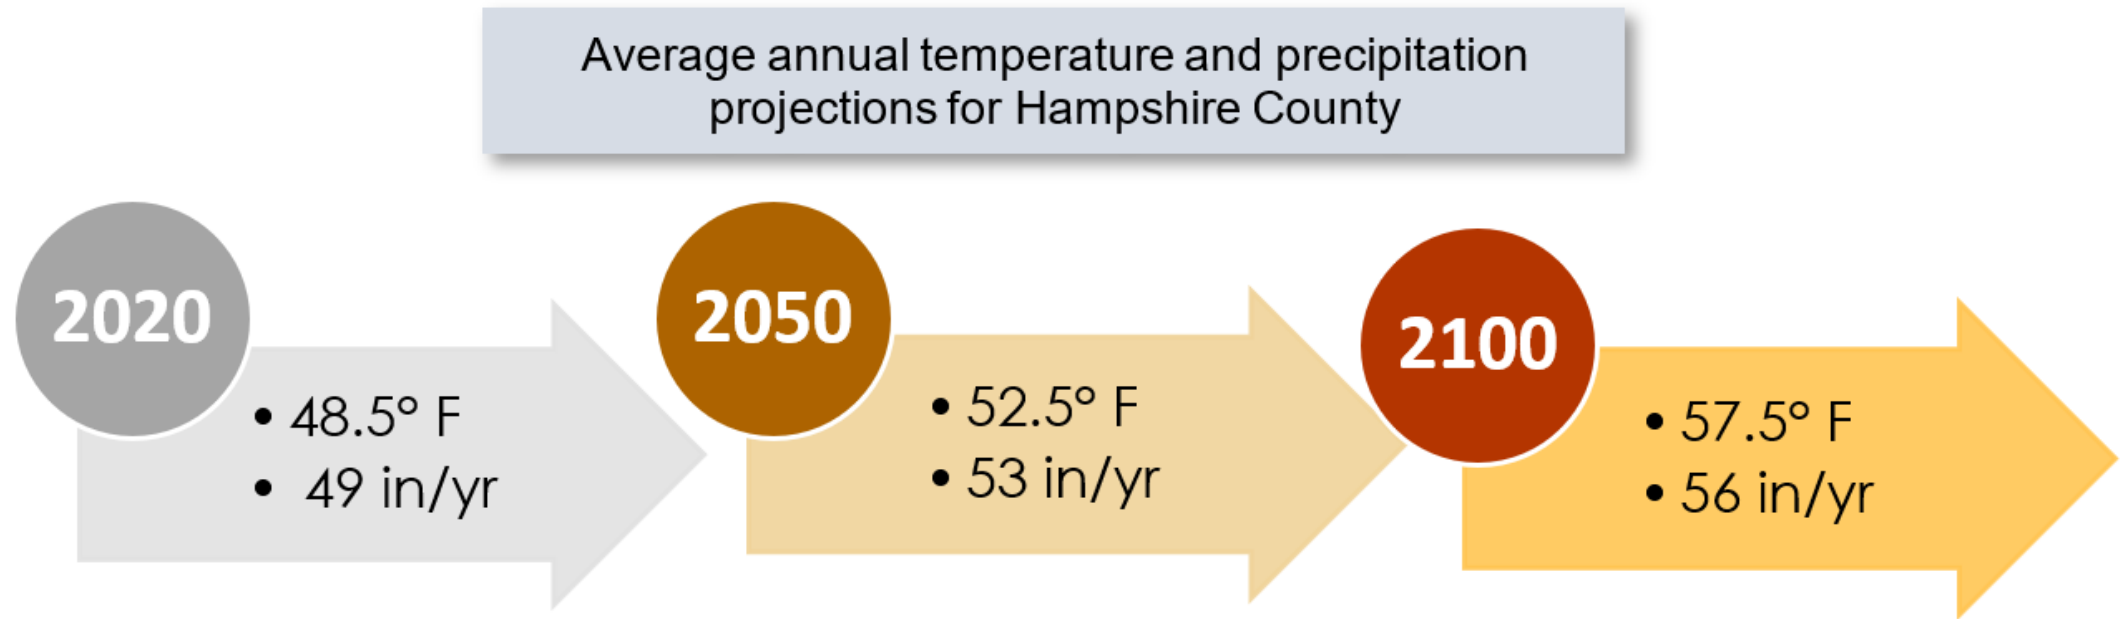 Average annual temperature and precipitation
projections for Hampshire County
2020
• 48.5° F
• 49 in/yr
2050
• 52.5° F
• 53 in/yr
2100
• 57.5° F
• 56 in/yr